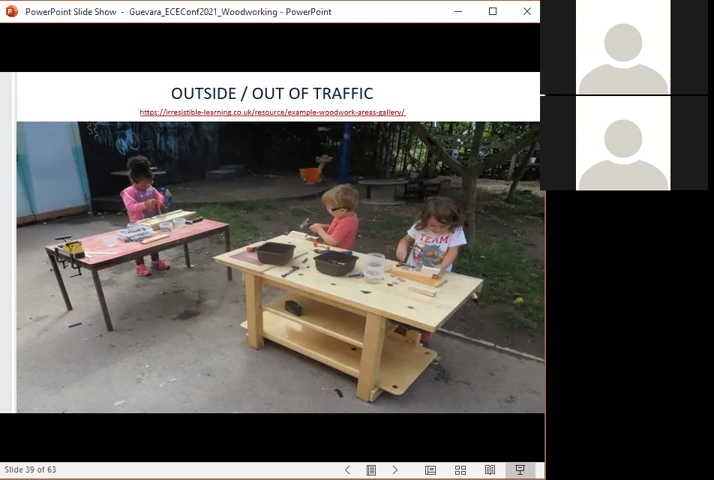 PowerPoint Slide Show - Guevara_ECEConf2021_Woodworking - PowerPoint
OUTSIDE / OUT OF TRAFFIC
https://irresistible-learning.co.uk/resource/example-woodwork-areas-gallery/
TEAM
Slide 39 of 63